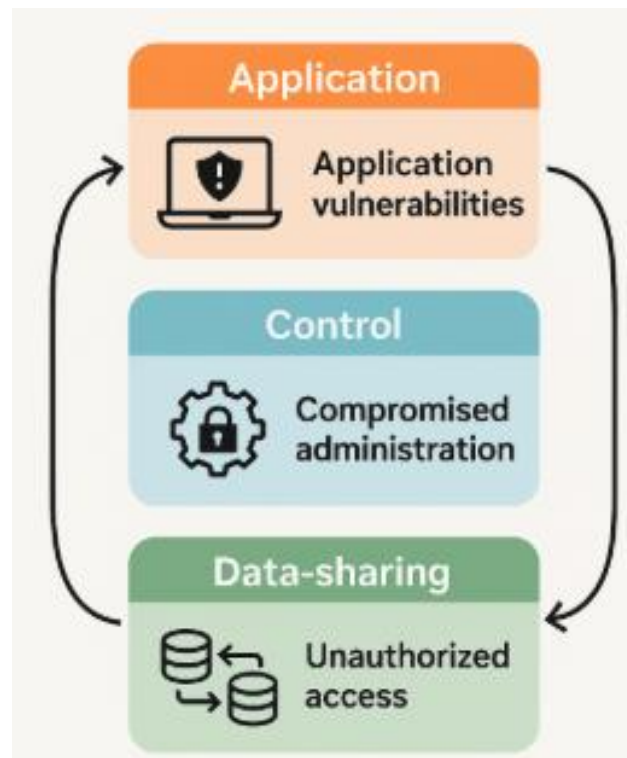 Application
Application
vulnerabilities
Control
Compromised
administration
Data-sharing
Unauthorized
access